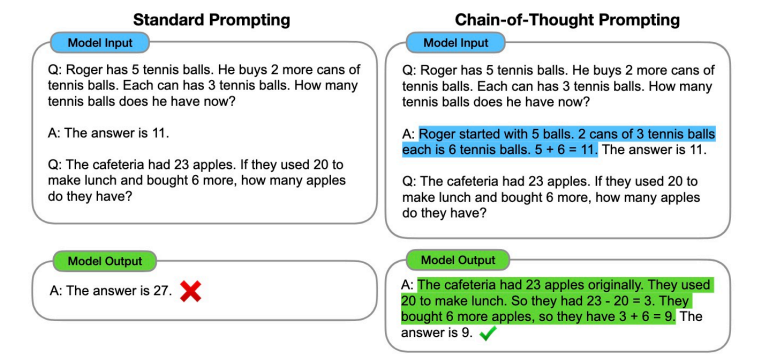 Standard Prompting
Model Input
Q: Roger has 5 tennis balls. He buys 2 more cans of
tennis balls. Each can has 3 tennis balls. How many
tennis balls does he have now?
A: The answer is 11.
Q: The cafeteria had 23 apples. If they used 20 to
make lunch and bought 6 more, how many apples
do they have?
Model Output
A: The answer is 27.
Chain-of-Thought Prompting
Model Input
Q: Roger has 5 tennis balls. He buys 2 more cans of
tennis balls. Each can has 3 tennis balls. How many
tennis balls does he have now?
A: Roger started with 5 balls. 2 cans of 3 tennis balls
each is 6 tennis balls. 5 + 6 = 11. The answer is 11.
Q: The cafeteria had 23 apples. If they used 20 to
make lunch and bought 6 more, how many apples
do they have?
Model Output
A: The cafeteria had 23 apples originally. They used
20 to make lunch. So they had 23 - 20 = 3. They
bought 6 more apples, so they have 3 + 6 = 9. The
answer is 9.